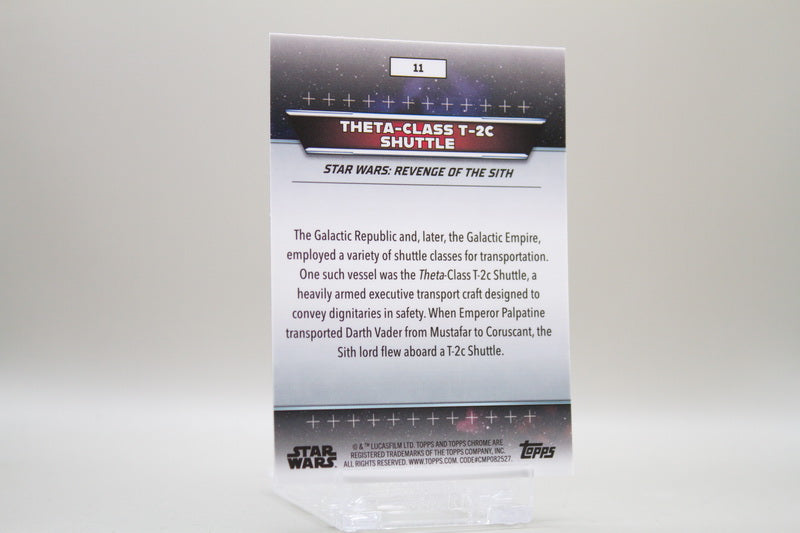 11
THETA-CLASS T-2C
SHUTTLE
STAR WARS: REVENGE OF THE SITH
The Galactic Republic and, later, the Galactic Empire,
employed a variety of shuttle classes for transportation.
One such vessel was the Theta-Class T-2c Shuttle, a
heavily armed executive transport craft designed to
convey dignitaries in safety. When Emperor Palpatine
transported Darth Vader from Mustafar to Coruscant, the
Sith lord flew aboard a T-2c Shuttle.
STAR WARS
© & ™ LUCASFILM LTD. TOPPS AND TOPPS CHROME ARE
REGISTERED TRADEMARKS OF THE TOPPS COMPANY, INC.
ALL RIGHTS RESERVED. WWW.TOPPS.COM. CODE#CMP082527.
Topps